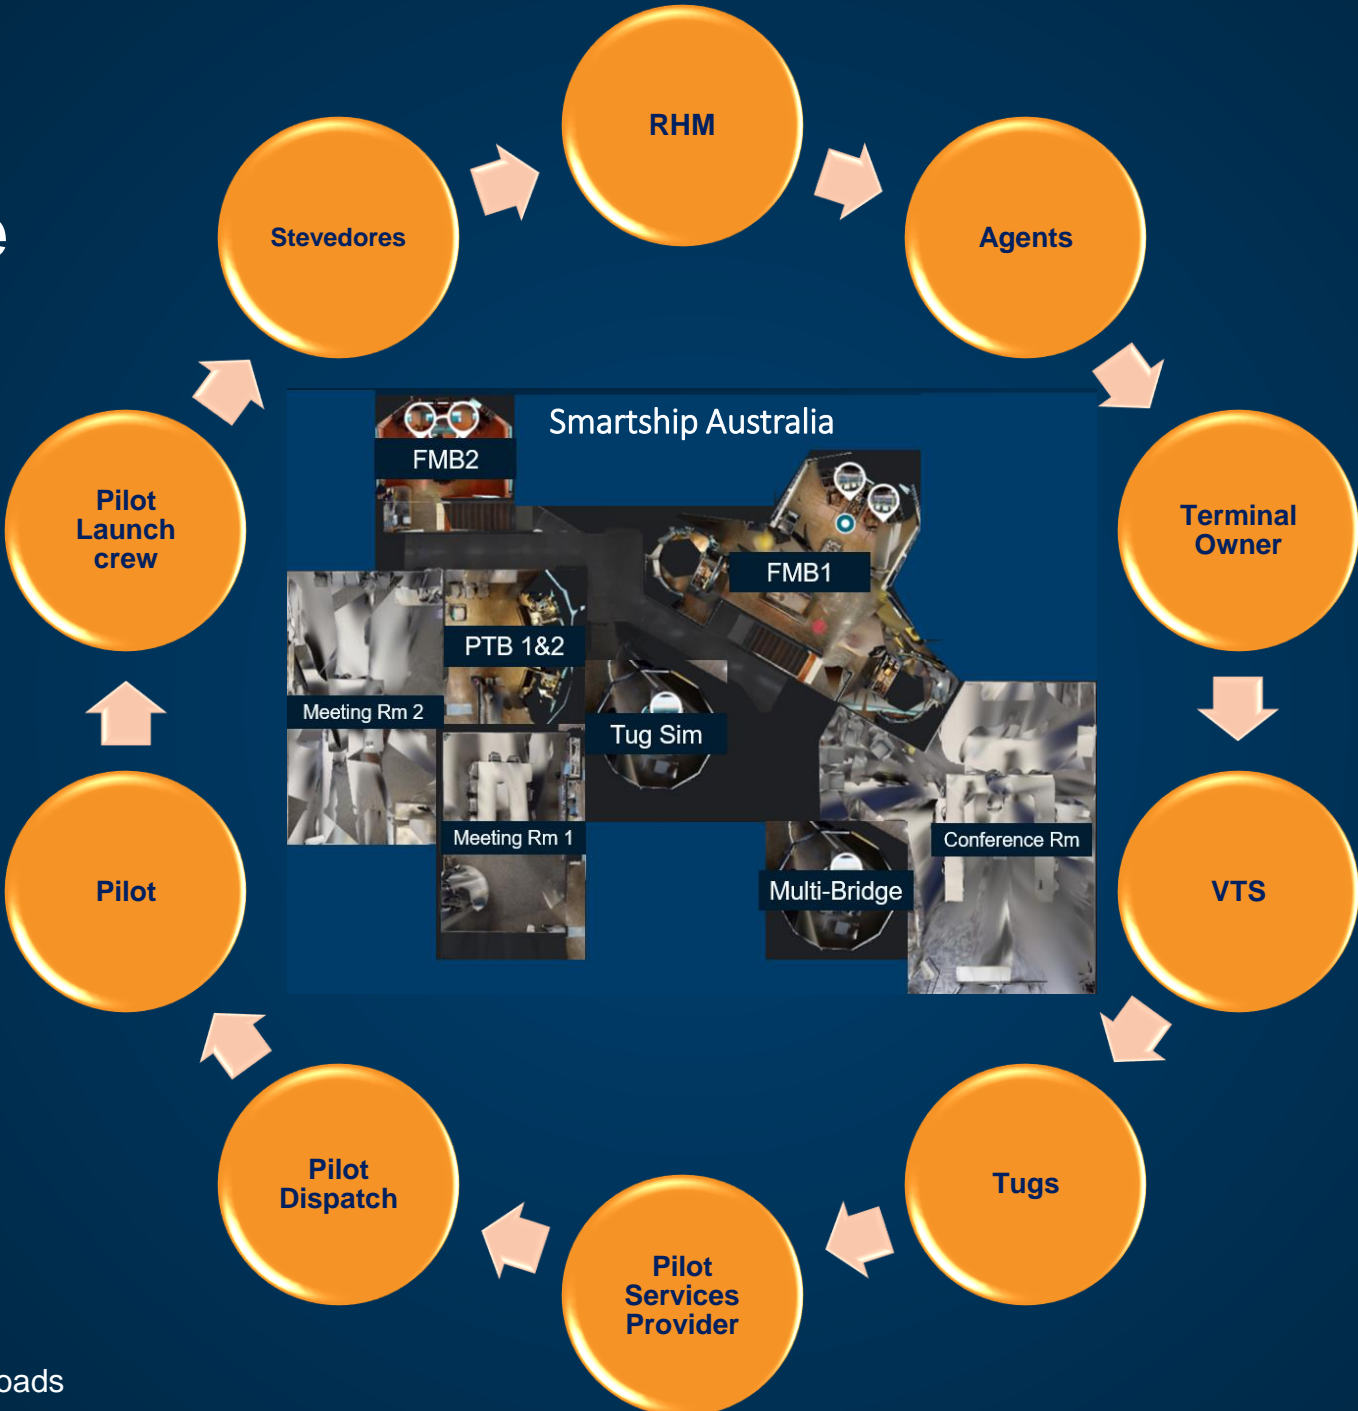 RHM
Stevedores
Agents
Smartship Australia
FMB2
Pilot
Launch
crew
Terminal
Owner
FMB1
PTB 1&2
Meeting Rm 2
Tug Sim
Meeting Rm 1
Conference Rm
Multi-Bridge
Pilot
VTS
Pilot
Dispatch
Tugs
Pilot
Services
Provider